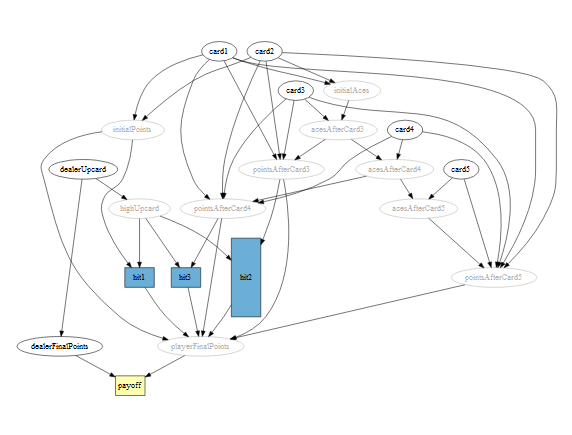 card1
card2
card3
initialAces
initialPoints
acesAfterCard3
card4
dealerUpcard
pointsAfterCard3
acesAfterCard4
card5
highUpcard
pointsAfterCard4
acesAfterCard5
hit1
hit3
hit2
pointsAfterCard5
dealerFinalPoints
playerFinalPoints
payoff